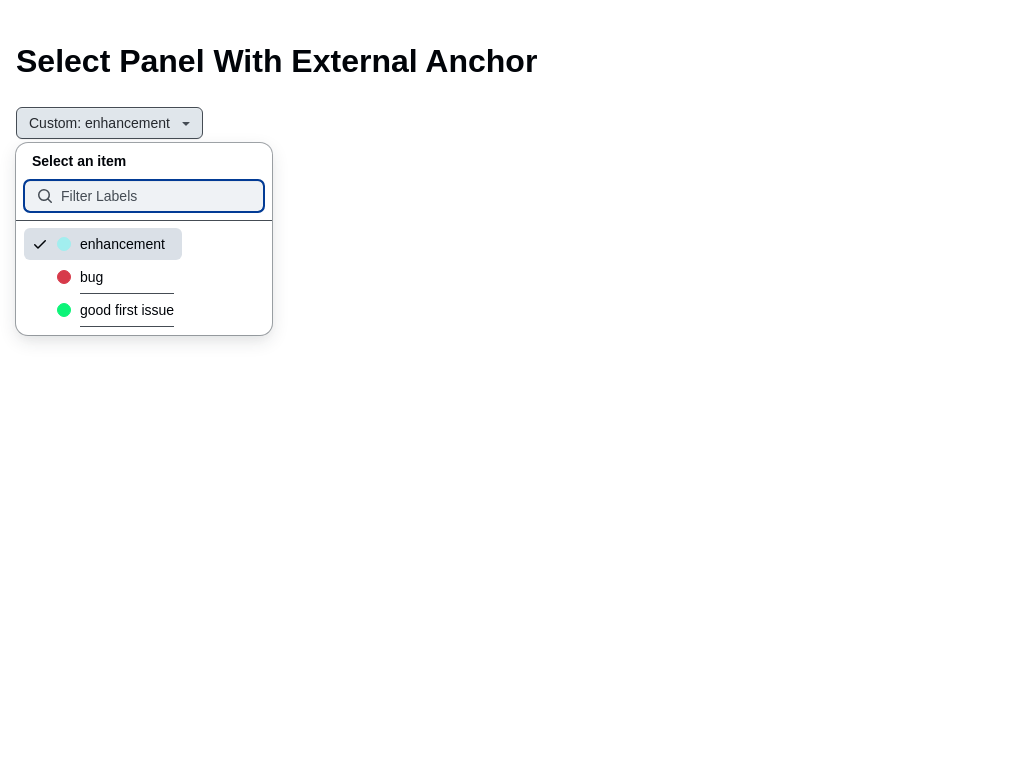 Select Panel With External Anchor
Custom: enhancement
Select an item
Filter Labels
enhancement
bug
good first issue